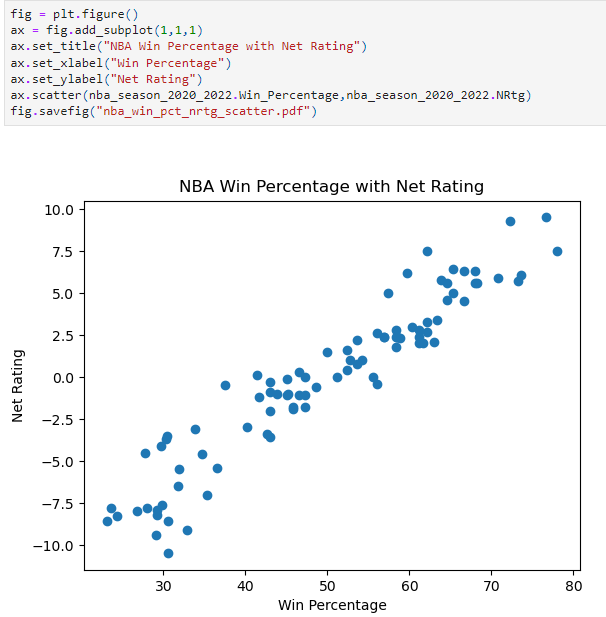 fig = plt.figure()
ax = fig.add_subplot(1,1,1)
ax.set_title("NBA Win Percentage with Net Rating")
ax.set_xlabel("Win Percentage")
ax.set_ylabel("Net Rating")
ax.scatter(nba_season_2020_2022.Win_Percentage,nba_season_2020_2022.NRtg)
fig.savefig("nba_win_pct_nrtg_scatter.pdf")
NBA Win Percentage with Net Rating
Net Rating
10.0
7.5
5.0
2.5
0.0
−2.5
−5.0
−7.5
−10.0
30 40 50 60 70 80
Win Percentage